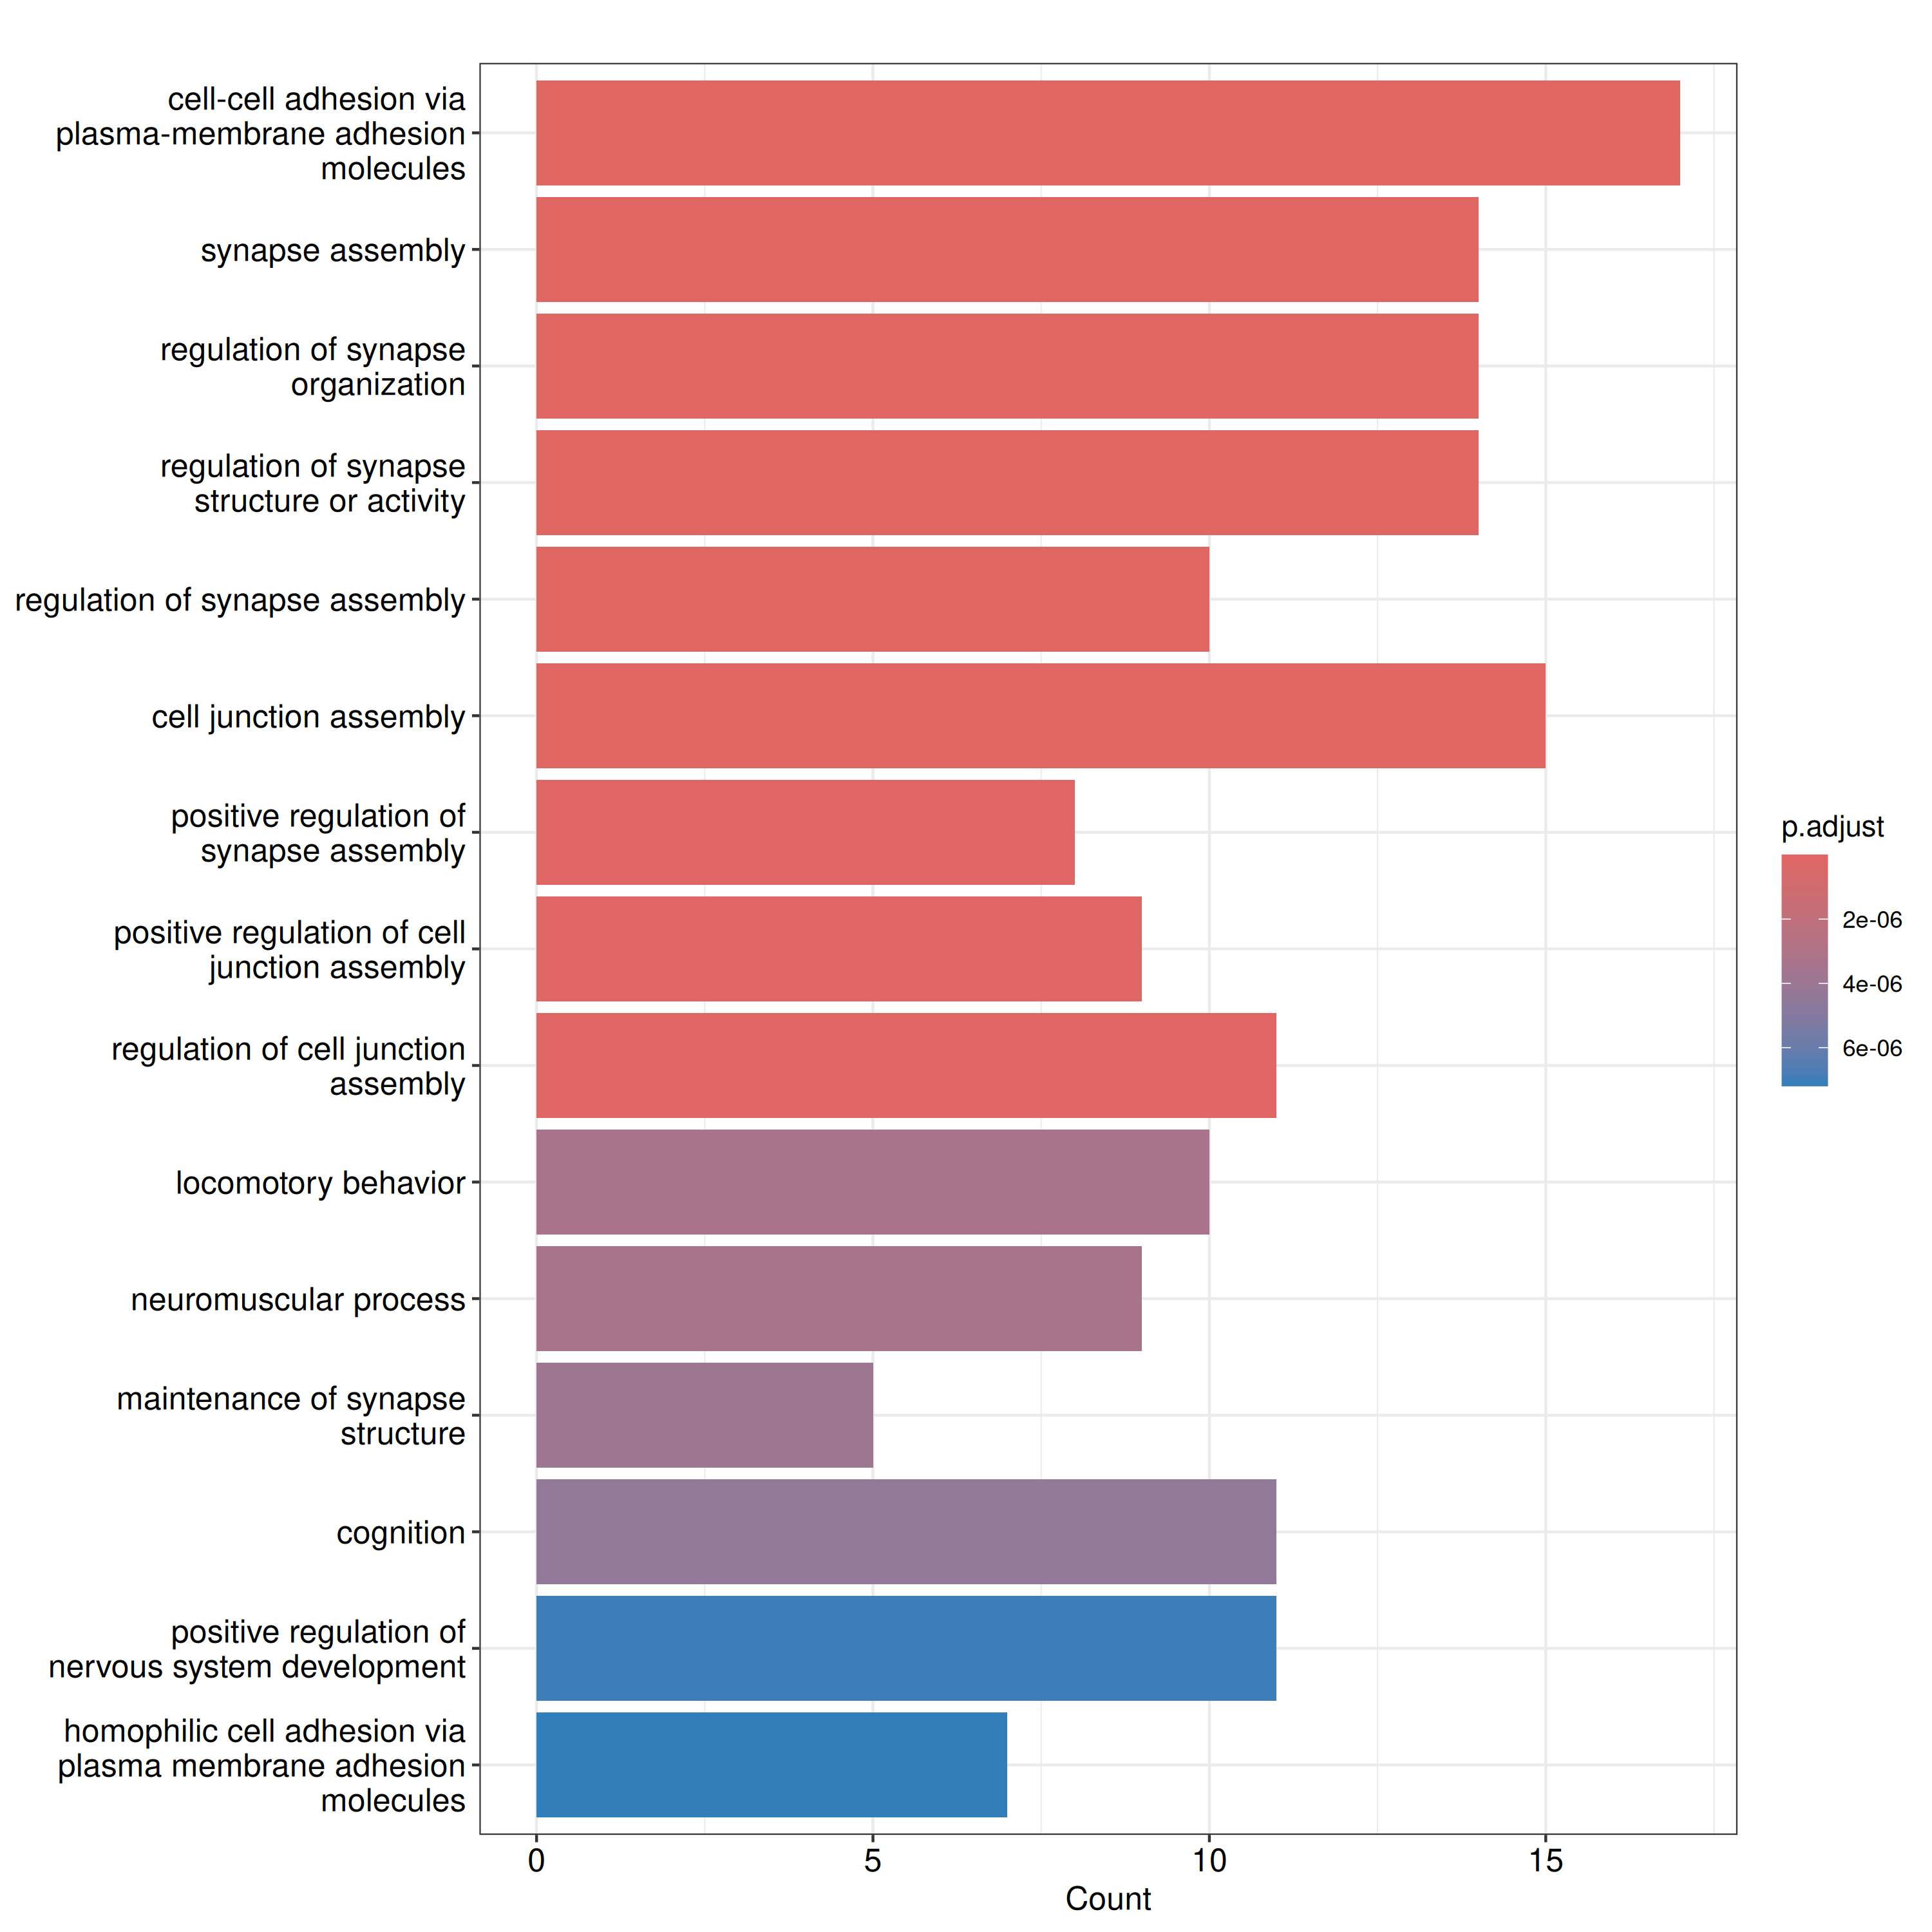 cell-cell adhesion via
plasma-membrane adhesion
molecules
synapse assembly
regulation of synapse
organization
regulation of synapse
structure or activity
regulation of synapse assembly
cell junction assembly
positive regulation of
synapse assembly
positive regulation of cell
junction assembly
regulation of cell junction
assembly
locomotory behavior
neuromuscular process
maintenance of synapse
structure
cognition
positive regulation of
nervous system development
homophilic cell adhesion via
plasma membrane adhesion
molecules
0 5 10 15
Count
p.adjust
2e-06
4e-06
6e-06